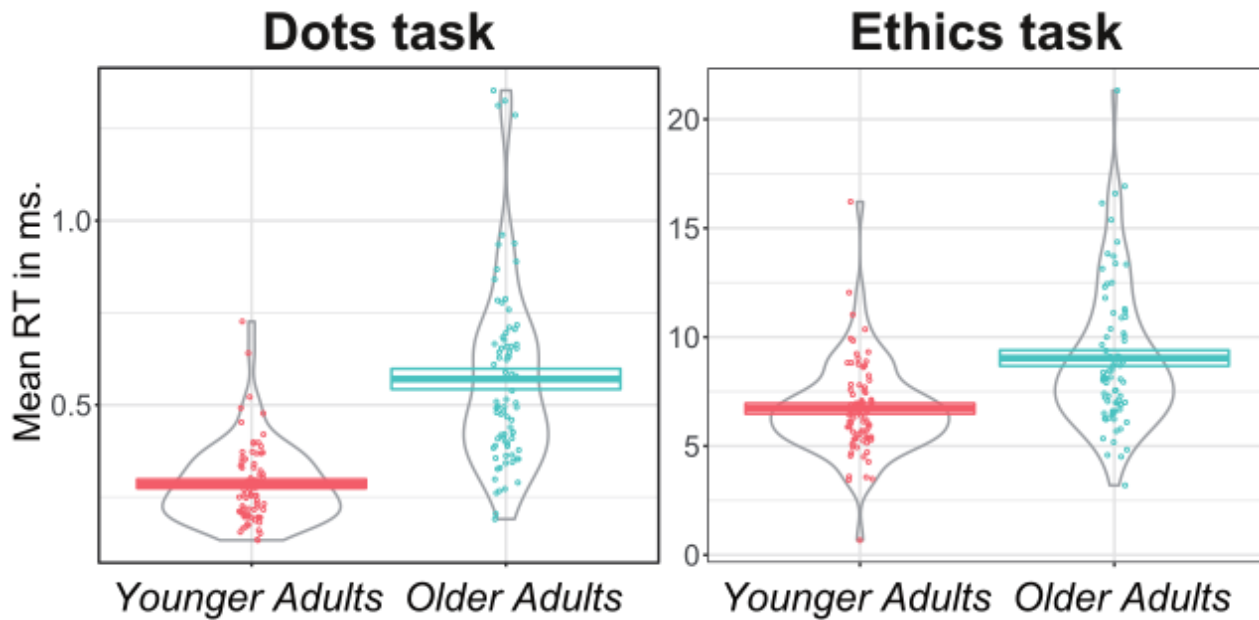 Dots task
Ethics task
Mean RT in ms.
1.0
0.5
20
15
10
5
0
Younger Adults Older Adults
Younger Adults Older Adults